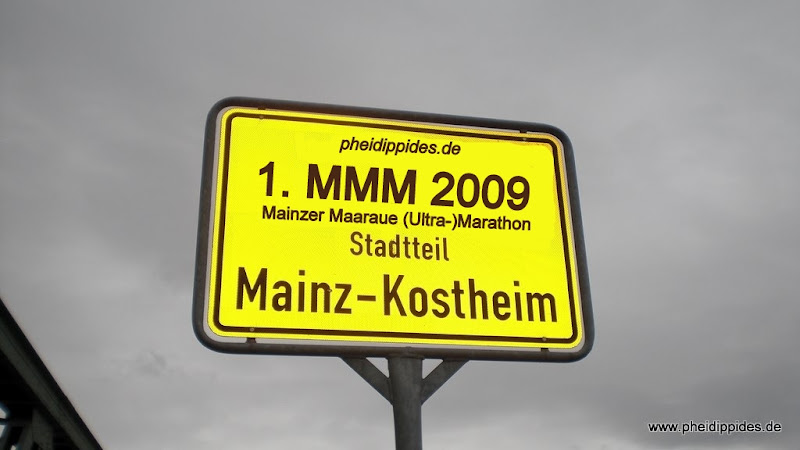 pheidippides.de
1. MMM 2009
Mainzer Maaraue (Ultra-)Marathon
Stadtteil
Mainz-Kostheim
www.pheidippides.de